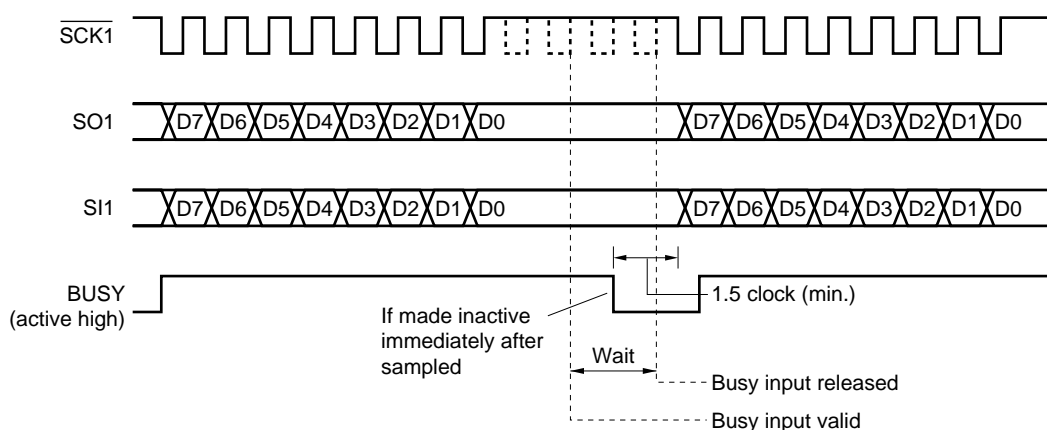 SCK1
SO1
D7 D6 D5 D4 D3 D2 D1 D0 D7 D6 D5 D4 D3 D2 D1 D0
SI1
D7 D6 D5 D4 D3 D2 D1 D0 D7 D6 D5 D4 D3 D2 D1 D0
BUSY
(active high)
If made inactive
immediately after
sampled
1.5 clock (min.)
Wait
Busy input released
Busy input valid